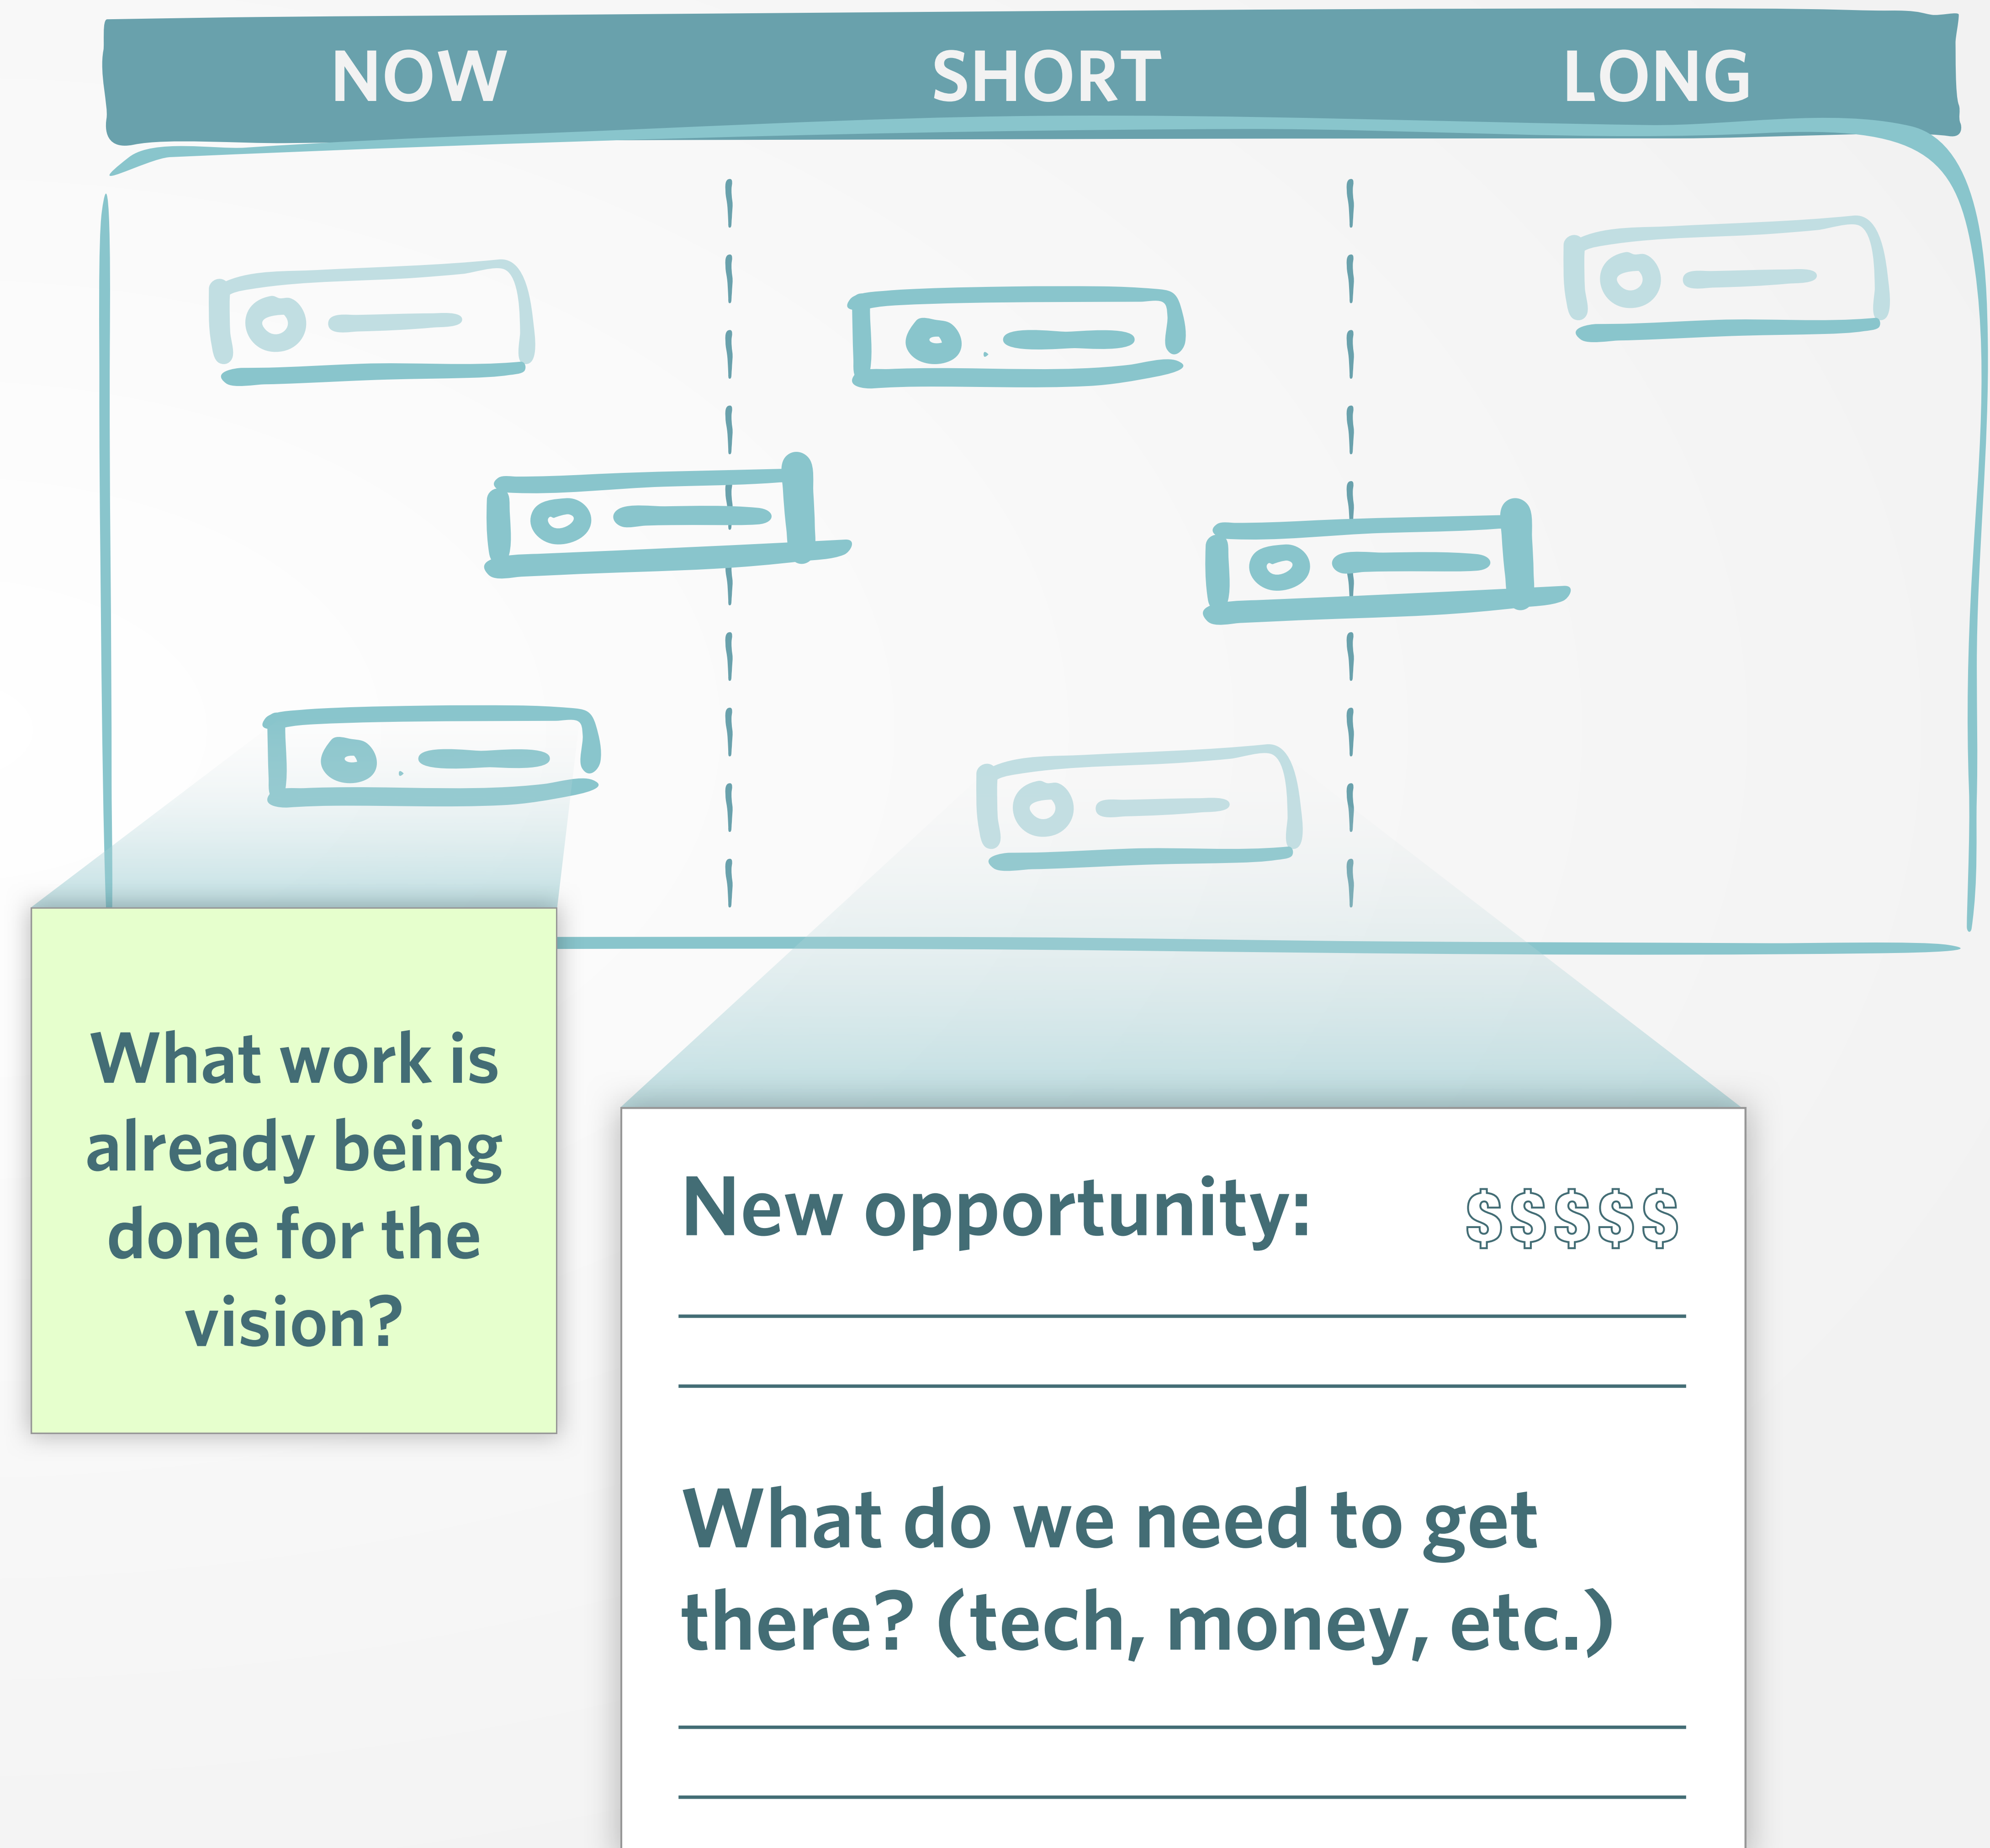 NOW SHORT LONG
What work is
already being
done for the
vision?
New opportunity: $$$$$
What do we need to get
there? (tech, money, etc.)